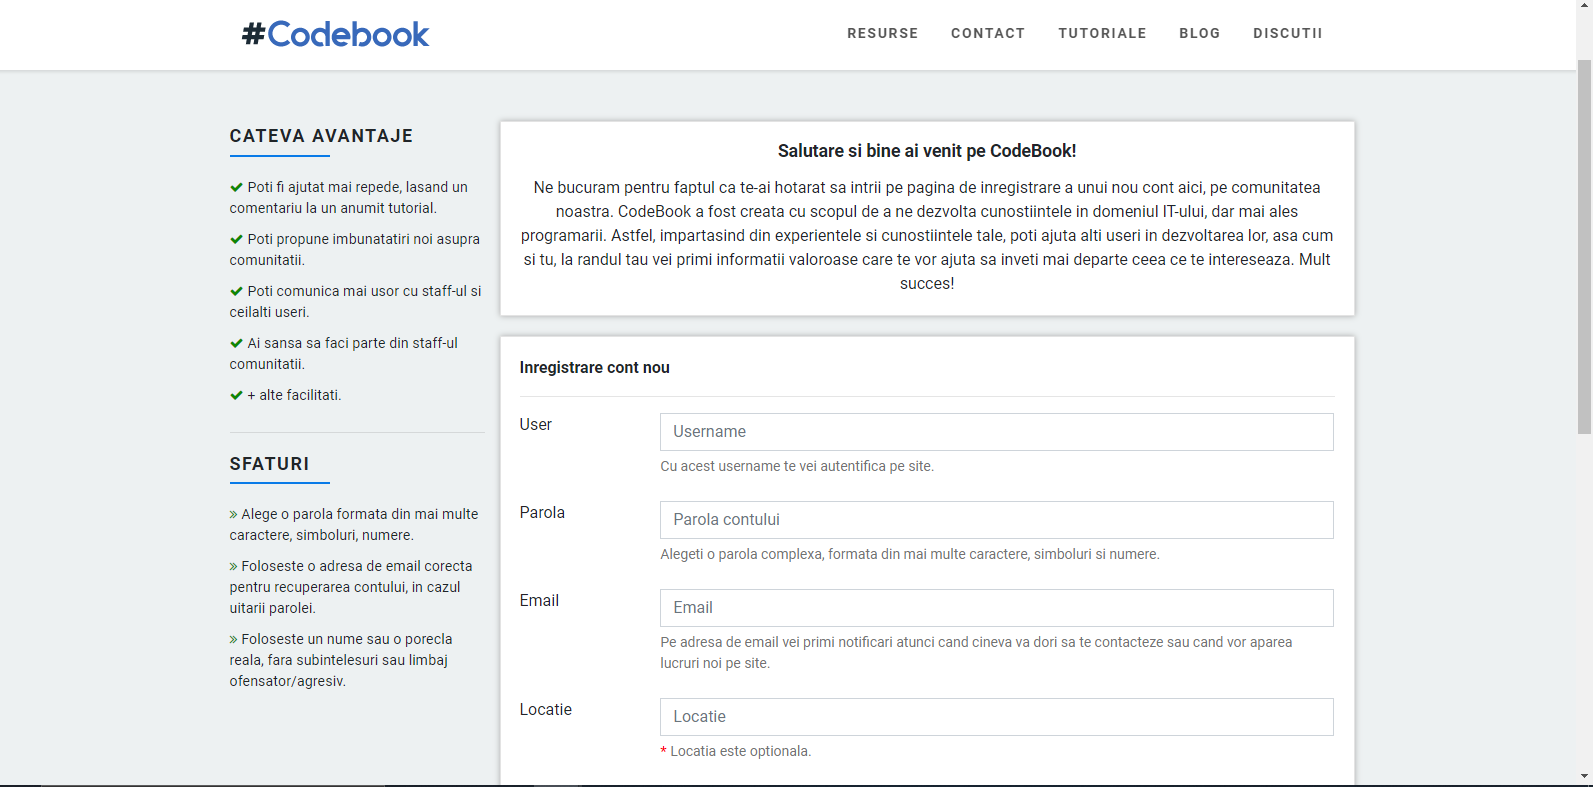 #Codebook
RESURSE CONTACT TUTORIALE BLOG DISCUTII
CATEVA AVANTAJE
Poti fi ajutat mai repede, lasand un
comentariu la un anumit tutorial.
Poti propune imbunatatiri noi asupra
comunitatii.
Poti comunica mai usor cu staff-ul si
ceilalti useri.
Ai sansa sa faci parte din staff-ul
comunitatii.
+ alte facilitati.
SFATURI
» Alege o parola formata din mai multe
caractere, simboluri, numere.
» Foloseste o adresa de email corecta
pentru recuperarea contului, in cazul
uitarii parolei.
» Foloseste un nume sau o porecla
reala, fara subintelesuri sau limbaj
ofensator/agresiv.
Salutare si bine ai venit pe CodeBook!
Ne bucuram pentru faptul ca te-ai hotarat sa intrii pe pagina de inregistrare a unui nou cont aici, pe comunitatea
noastra. CodeBook a fost creata cu scopul de a ne dezvolta cunostiintele in domeniul IT-ului, dar mai ales
programarii. Astfel, impartasind din experientele si cunostiintele tale, poti ajuta alti useri in dezvoltarea lor, asa cum
si tu, la randul tau vei primi informatii valoroase care te vor ajuta sa inveti mai departe ceea ce te intereseaza. Mult
succes!
Inregistrare cont nou
User
Username
Cu acest username te vei autentifica pe site.
Parola
Parola contului
Alegeti o parola complexa, formata din mai multe caractere, simboluri si numere.
Email
Email
Pe adresa de email vei primi notificari atunci cand cineva va dori sa te contacteze sau cand vor aparea
lucruri noi pe site.
Locatie
Locatie
* Locatia este optionala.